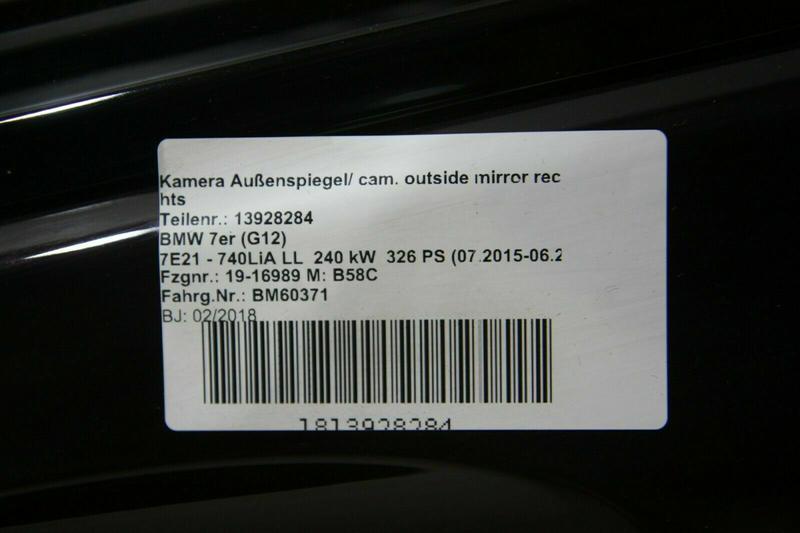 Kamera Außenspiegel/ cam. outside mirror rec
hts
Teilenr.: 13928284
BMW 7er (G12)
7E21 - 740LiA LL 240 kW 326 PS (07.2015-06.2
Fzgnr.: 19-16989 M: B58C
Fahrg.Nr.: BM60371
BJ: 02/2018
1813928284